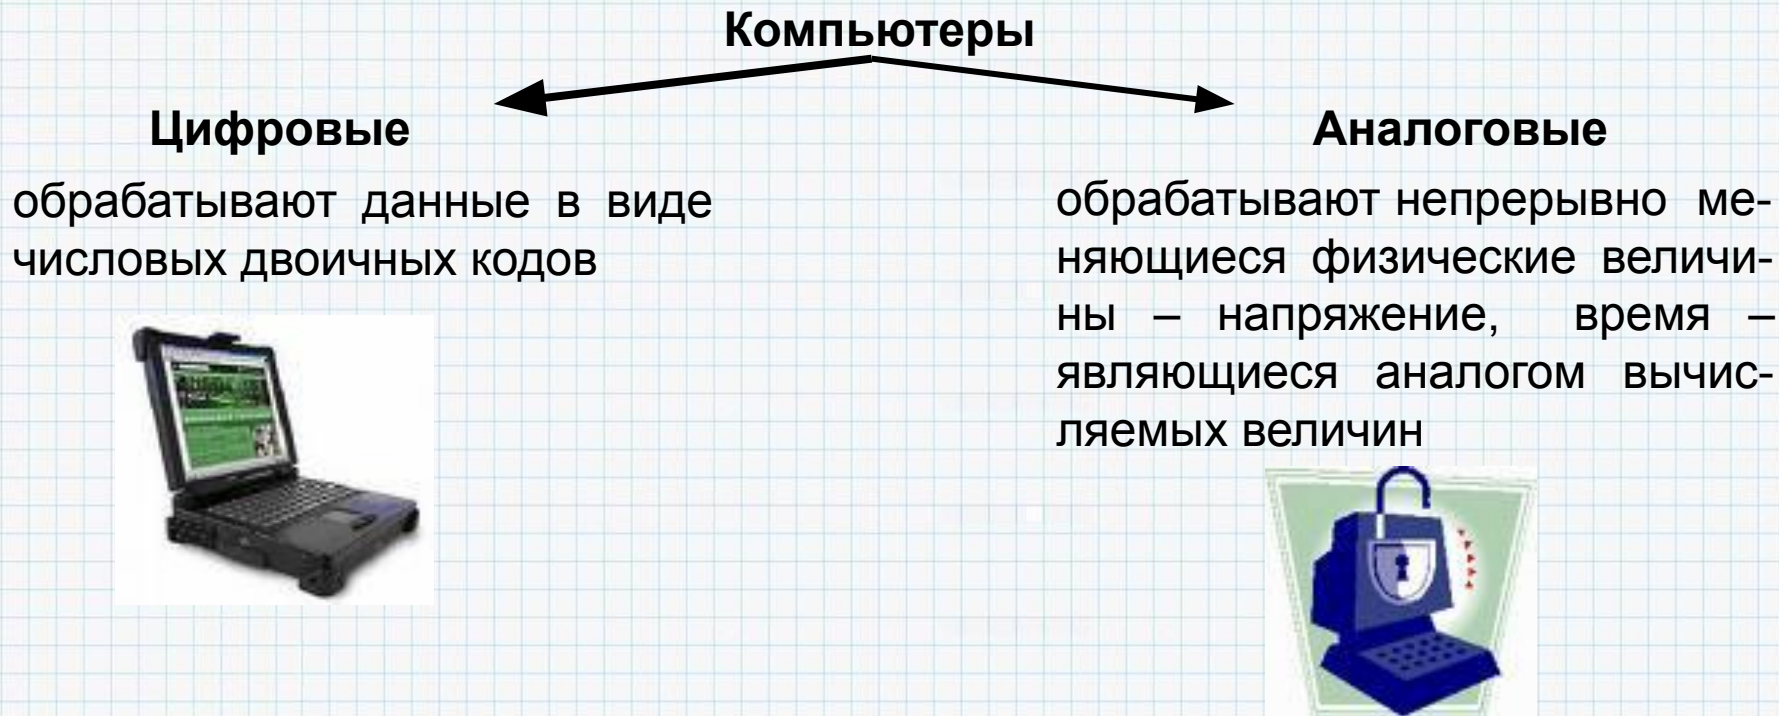 Компьютеры
Цифровые
обрабатывают данные в виде
числовых двоичных кодов
Аналоговые
обрабатывают непрерывно ме-
няющиеся физические величи-
ны – напряжение, время –
являющиеся аналогом вычис-
ляемых величин